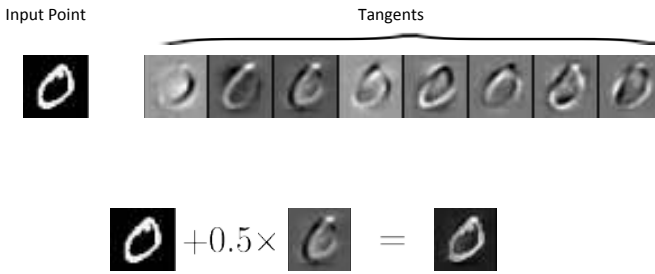 Input Point Tangents
+0.5× =